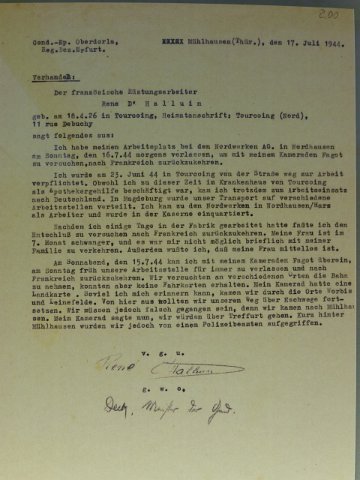 200
Gend.-Kp. Oberdorla, Mühlhausen (Thür.), den 17. Juli 1944.
Reg.Bez.Erfurt.
Verhandelt:
Der französische Rüstungsarbeiter
Rene D' H a l l u i n
geb. am 18.4.26 in Tourcoing, Heimatanschrift: Tourcoing (Nord),
11 rue Debuchy
sagt folgendes aus:
Ich habe meinen Arbeitsplatz bei dem Nordwerken AG. in Nordhausen
am Sonntag, den 16.7.44 morgens verlassen, um mit meinem Kameraden Fagot
zu versuchen, nach Frankreich zurückzukehren.
Ich wurde am 23. Juni 44 in Tourcoing von der Straße weg zur Arbeit
verpflichtet. Obwohl ich zu dieser Zeit im Krankenhaus von Tourcoing
als Apothekergehilfe beschäftigt war, kam ich trotzdem zum Arbeitseinsatz
nach Deutschland. In Magdeburg wurde unser Transport auf verschiedene
Arbeitsstellen verteilt. Ich kam zu den Nordwerken in Nordhausen/Harz
als Arbeiter und wurde in der Kaserne einquartiert.
Nachdem ich einige Tage in der Fabrik gearbeitet hatte faßte ich den
Entschluß zu versuchen nach Frankreich zurückzukehren. Meine Frau ist im
7. Monat schwanger, und es war mir nicht möglich brieflich mit meiner
Familie zu verkehren. Außerdem wußte ich, daß meine Frau mittellos ist.
Am Sonnabend, den 15.7.44 kam ich mit meinem Kameraden Fagot überein,
am Sonntag früh unsere Arbeitsstelle für immer zu verlassen und nach
Frankreich zurückzukehren. Wir versuchten an verschiedenen Orten die Bahn
zu nehmen, konnten aber keine Fahrkarten erhalten. Mein Kamerad hatte eine
Landkarte. Soviel ich mich erinnern kann, kamen wir durch die Orte Worbis
und Leinefelde. Von hier aus wollten wir unseren Weg über Eschwege fort-
setzen. Wir müssen jedoch falsch gegangen sein, denn wir kamen nach Mühlhau-
sen. Mein Kamerad sagte nun, wir würden über Treffurt gehen. Kurz hinter
Mühlhausen wurden wir jedoch von einem Polizeibeamten aufgegriffen.
v. g. u.
René Halluin
g. w. o.
Meister der Gend.